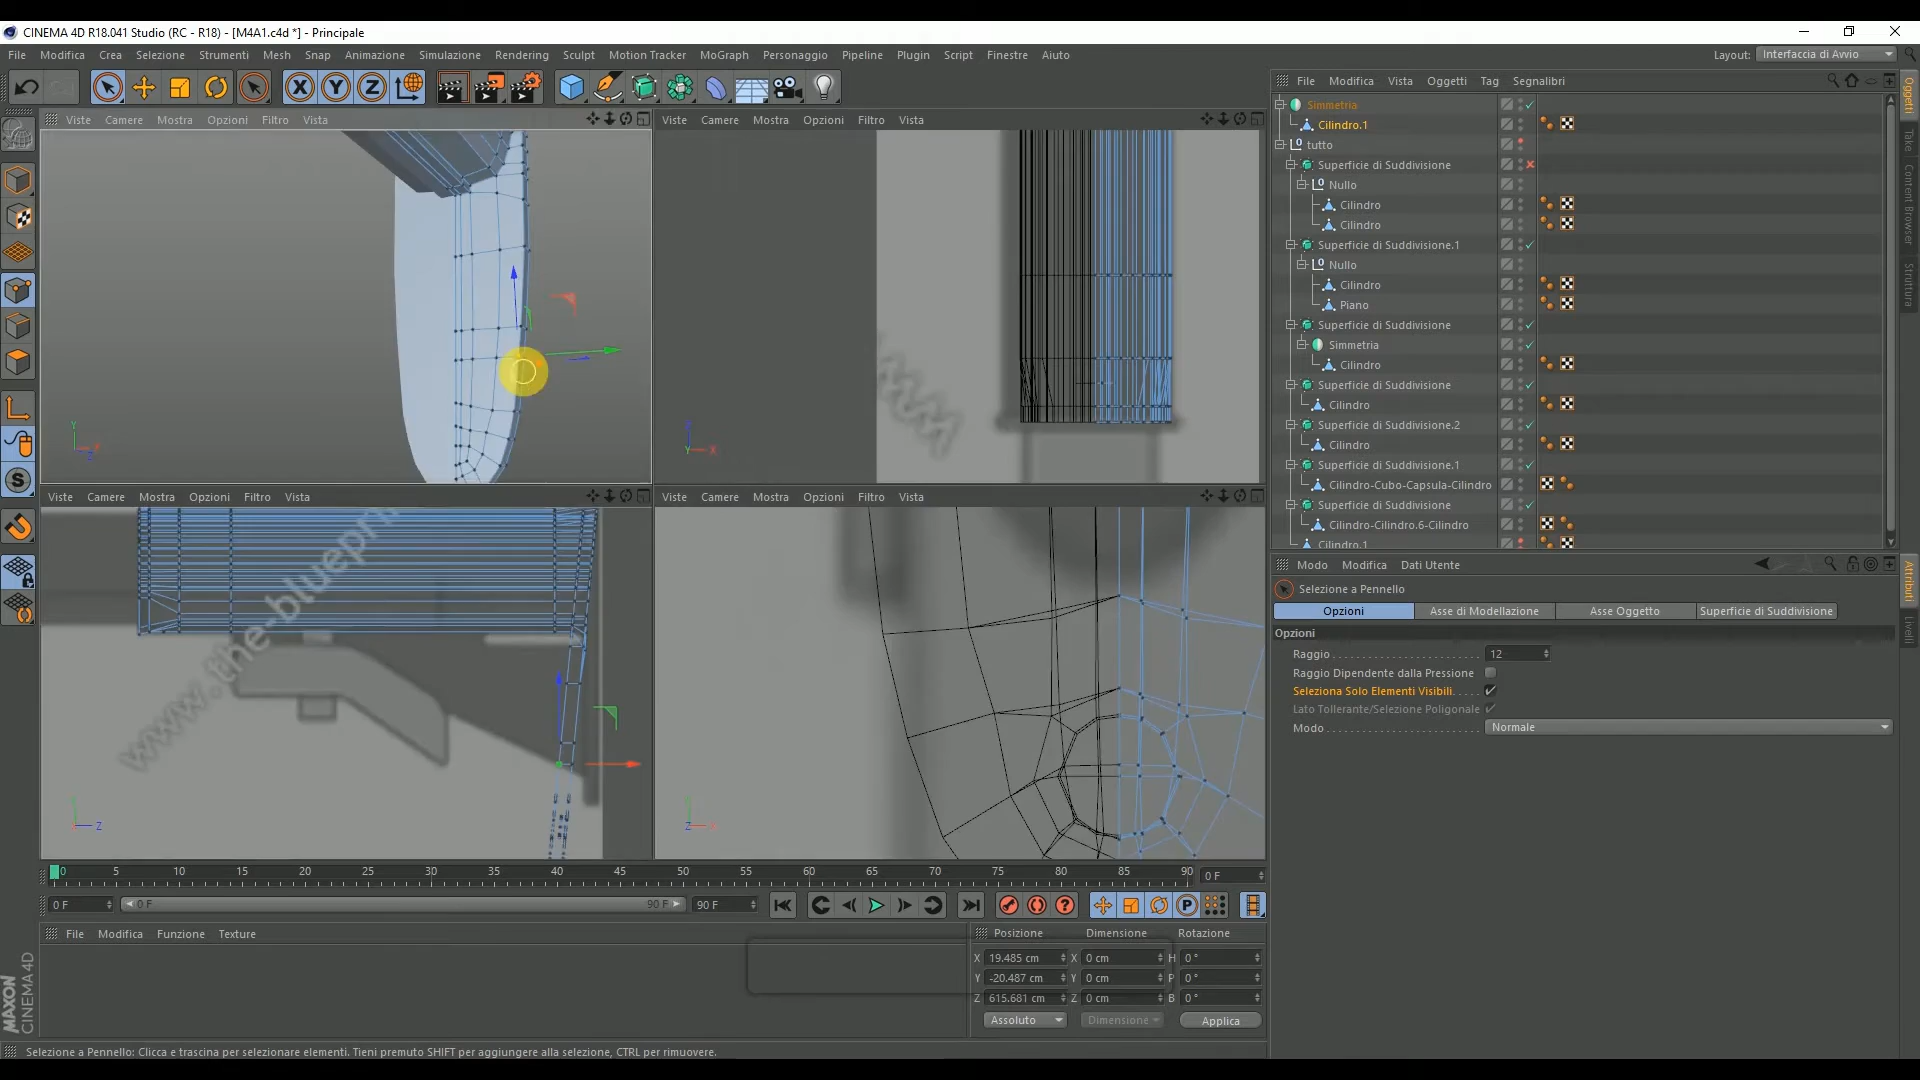 CINEMA 4D R18.041 Studio (RC - R18) - [M4A1.c4d *] - Principale
File Modifica Crea Selezione Strumenti Mesh Snap Animazione Simulazione Rendering Sculpt Motion Tracker MoGraph Personaggio Pipeline Plugin Script Finestre Aiuto
Layout: Interfaccia di Avvio
X Y Z
File Modifica Vista Oggetti Tag Segnalibri
Oggetti
Take
Content Browser
Struttura
Simmetria
Cilindro.1
tutto
Superficie di Suddivisione
Nullo
Cilindro
Cilindro
Superficie di Suddivisione.1
Nullo
Cilindro
Piano
Superficie di Suddivisione
Simmetria
Cilindro
Superficie di Suddivisione
Cilindro
Superficie di Suddivisione.2
Cilindro
Superficie di Suddivisione.1
Cilindro-Cubo-Capsula-Cilindro
Superficie di Suddivisione
Cilindro-Cilindro.6-Cilindro
Cilindro.1
Viste Camere Mostra Opzioni Filtro Vista
Viste Camere Mostra Opzioni Filtro Vista
Viste Camere Mostra Opzioni Filtro Vista
Viste Camere Mostra Opzioni Filtro Vista
www.the-blueprin
Modo Modifica Dati Utente
Attributi
Livelli
Selezione a Pennello
Opzioni Asse di Modellazione Asse Oggetto Superficie di Suddivisione
Opzioni
Raggio 12
Raggio Dipendente dalla Pressione
Seleziona Solo Elementi Visibili
Lato Tollerante/Selezione Poligonale
Modo Normale
0 5 10 15 20 25 30 35 40 45 50 55 60 65 70 75 80 85 90 0 F
0 F 0 F 90 F 90 F
File Modifica Funzione Texture
Posizione Dimensione Rotazione
X 19.485 cm X 0 cm H 0 °
Y -20.487 cm Y 0 cm P 0 °
Z 615.681 cm Z 0 cm B 0 °
Assoluto Dimensione Applica
MAXON
CINEMA 4D
Selezione a Pennello: Clicca e trascina per selezionare elementi. Tieni premuto SHIFT per aggiungere alla selezione, CTRL per rimuovere.